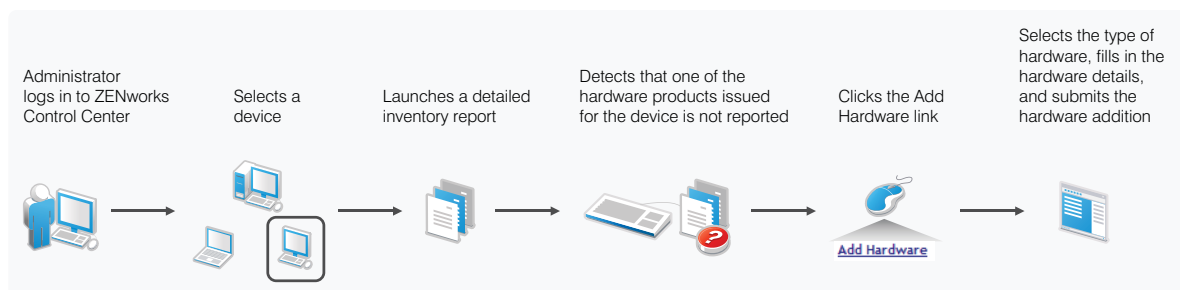 Administrator
logs in to ZENworks
Control Center
Selects a
device
Launches a detailed
inventory report
Detects that one of the
hardware products issued
for the device is not reported
Clicks the Add
Hardware link
Selects the type of
hardware, fills in the
hardware details,
and submits the
hardware addition
?
Add Hardware